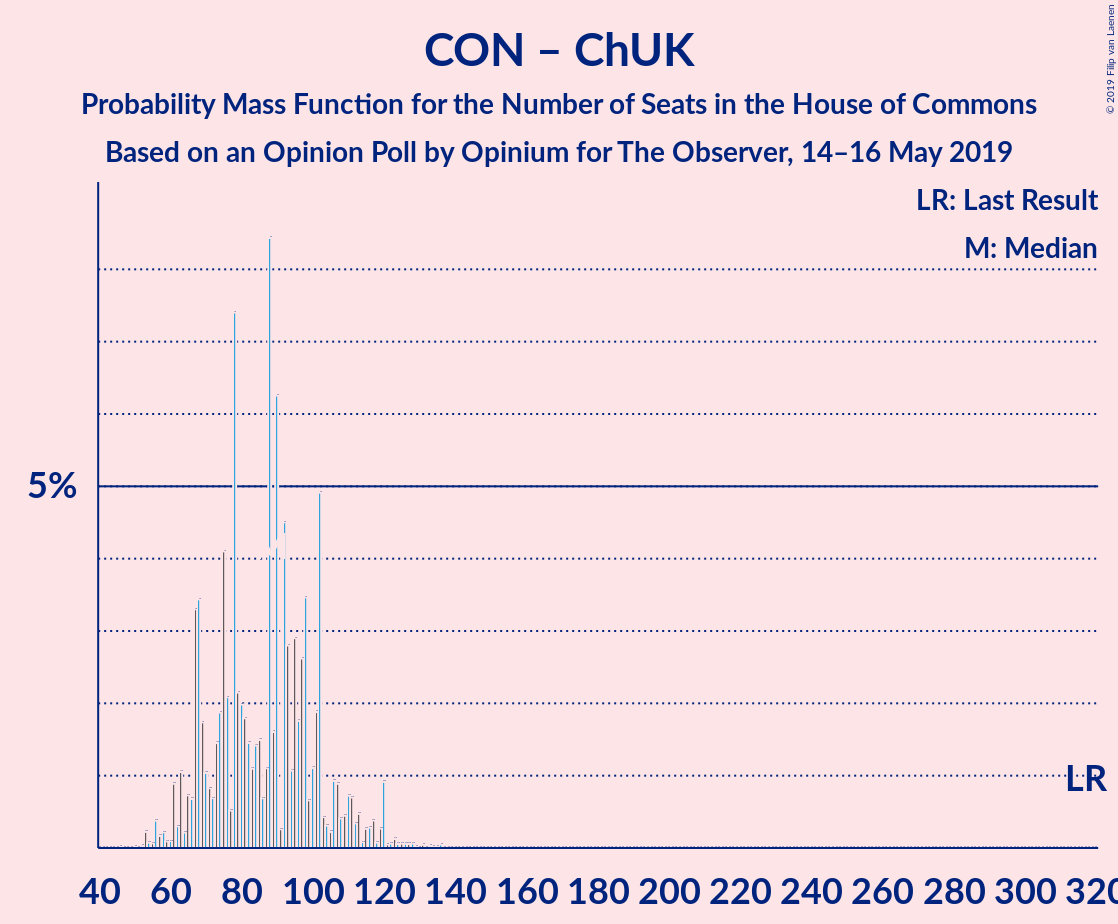 CON – ChUK
Probability Mass Function for the Number of Seats in the House of Commons
Based on an Opinion Poll by Opinium for The Observer, 14–16 May 2019
© 2019 Filip van Laenen
LR: Last Result
M: Median
5%
LR
40 60 80 100 120 140 160 180 200 220 240 260 280 300 320